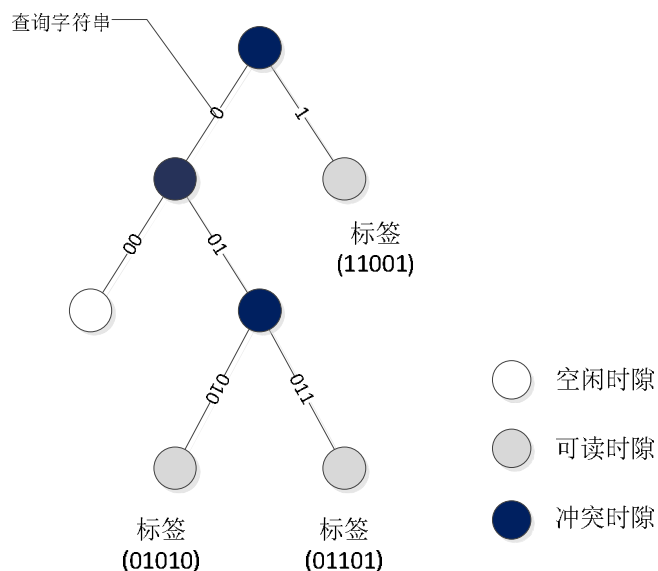 查询字符串
0
1
00
01
标签
(11001)
010
011
空闲时隙
可读时隙
冲突时隙
标签
(01010)
标签
(01101)